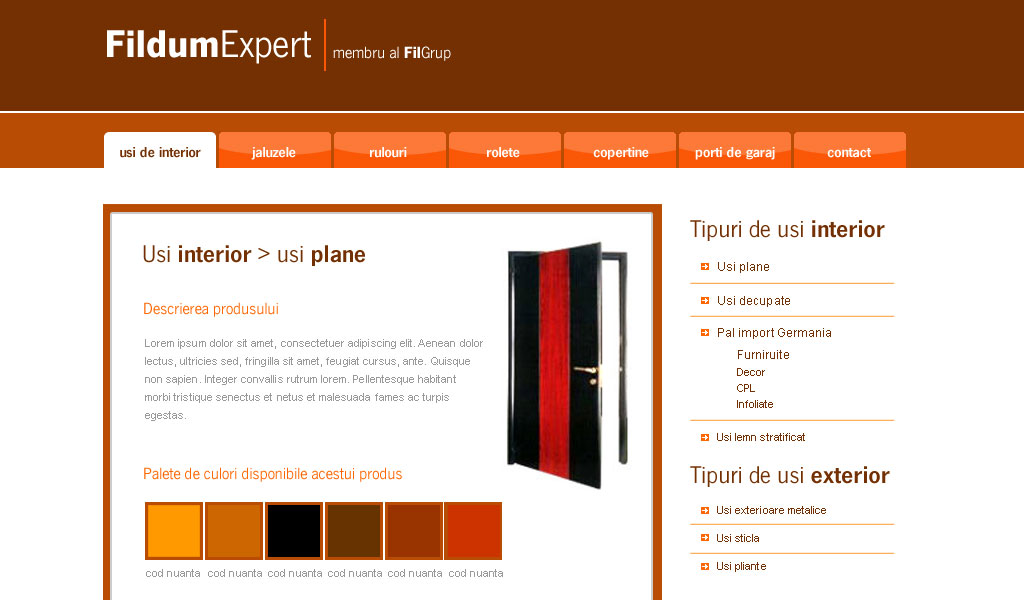 FildumExpert membru al FilGrup
usi de interior jaluzele rulouri rolete copertine porti de garaj contact
Usi interior > usi plane
Descrierea produsului
Lorem ipsum dolor sit amet, consectetuer adipiscing elit. Aenean dolor
lectus, ultricies sed, fringilla sit amet, feugiat cursus, ante. Quisque
non sapien. Integer convallis rutrum lorem. Pellentesque habitant
morbi tristique senectus et netus et malesuada fames ac turpis
egestas.
Palete de culori disponibile acestui produs
cod nuanta cod nuanta cod nuanta cod nuanta cod nuanta cod nuanta
Tipuri de usi interior
Usi plane
Usi decupate
Pal import Germania
Furniruite
Decor
CPL
Infoliate
Usi lemn stratificat
Tipuri de usi exterior
Usi exterioare metalice
Usi sticla
Usi pliante